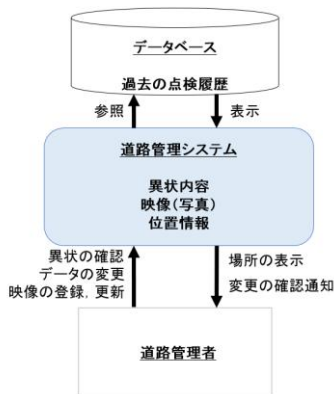 データベース
過去の点検履歴
参照
表示
道路管理システム
異状内容
映像(写真)
位置情報
異状の確認
データの変更
映像の登録,更新
場所の表示
変更の確認通知
道路管理者